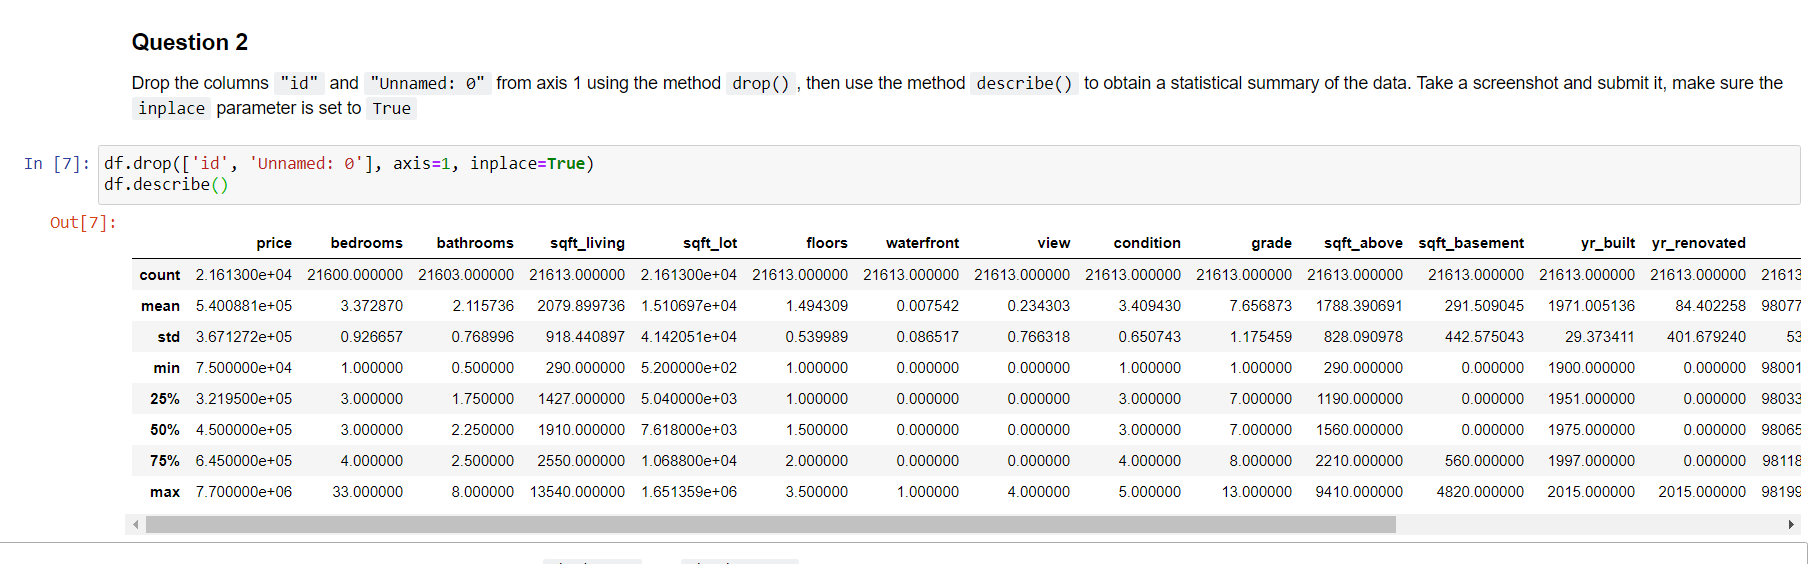 Question 2
Drop the columns "id" and "Unnamed: 0" from axis 1 using the method drop() , then use the method describe() to obtain a statistical summary of the data. Take a screenshot and submit it, make sure the
inplace parameter is set to True
In [7]: df.drop(['id', 'Unnamed: 0'], axis=1, inplace=True)
df.describe()
Out[7]:
price bedrooms bathrooms sqft_living sqft_lot floors waterfront view condition grade sqft_above sqft_basement yr_built yr_renovated
count 2.161300e+04 21600.000000 21603.000000 21613.000000 2.161300e+04 21613.000000 21613.000000 21613.000000 21613.000000 21613.000000 21613.000000 21613.000000 21613.000000 21613.000000 21613
mean 5.400881e+05 3.372870 2.115736 2079.899736 1.510697e+04 1.494309 0.007542 0.234303 3.409430 7.656873 1788.390691 291.509045 1971.005136 84.402258 98077
std 3.671272e+05 0.926657 0.768996 918.440897 4.142051e+04 0.539989 0.086517 0.766318 0.650743 1.175459 828.090978 442.575043 29.373411 401.679240 53
min 7.500000e+04 1.000000 0.500000 290.000000 5.200000e+02 1.000000 0.000000 0.000000 1.000000 1.000000 290.000000 0.000000 1900.000000 0.000000 98001
25% 3.219500e+05 3.000000 1.750000 1427.000000 5.040000e+03 1.000000 0.000000 0.000000 3.000000 7.000000 1190.000000 0.000000 1951.000000 0.000000 98033
50% 4.500000e+05 3.000000 2.250000 1910.000000 7.618000e+03 1.500000 0.000000 0.000000 3.000000 7.000000 1560.000000 0.000000 1975.000000 0.000000 98065
75% 6.450000e+05 4.000000 2.500000 2550.000000 1.068800e+04 2.000000 0.000000 0.000000 4.000000 8.000000 2210.000000 560.000000 1997.000000 0.000000 98118
max 7.700000e+06 33.000000 8.000000 13540.000000 1.651359e+06 3.500000 1.000000 4.000000 5.000000 13.000000 9410.000000 4820.000000 2015.000000 2015.000000 98199